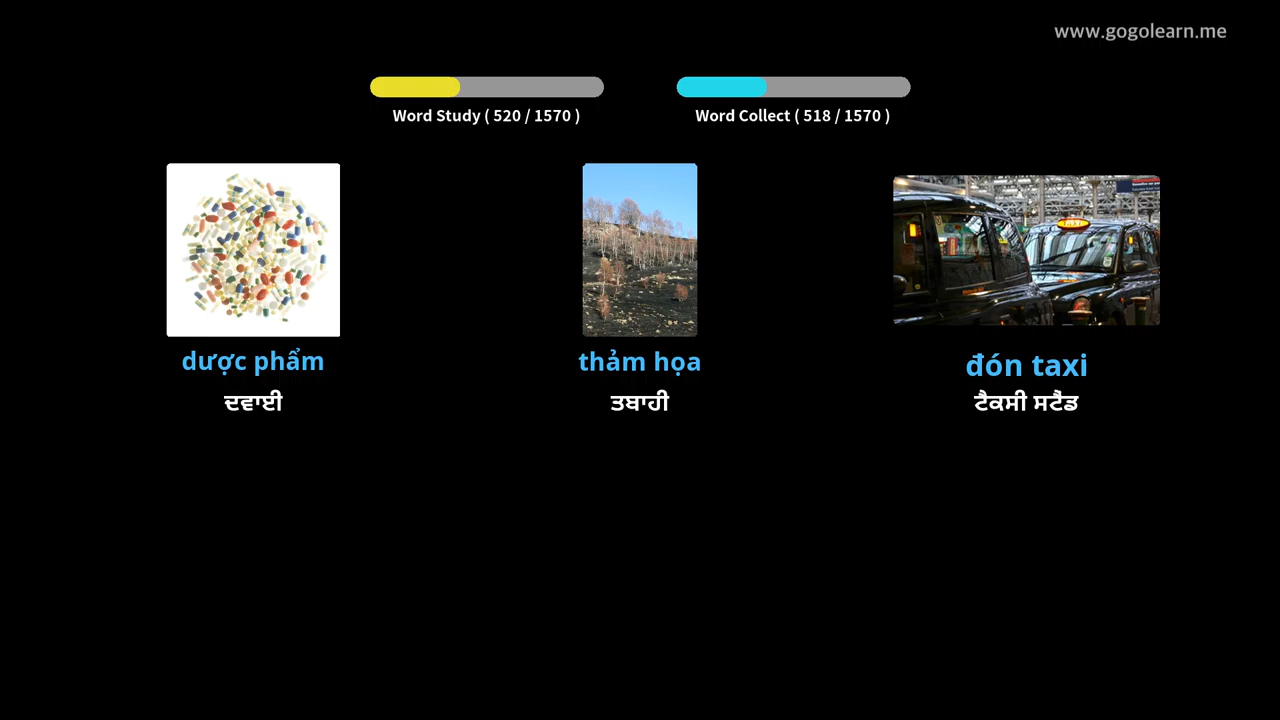 www.gogolearn.me
Word Study ( 520 / 1570 )
Word Collect ( 518 / 1570 )
TAXI
dược phẩm
thảm họa
đón taxi
ਦਵਾਈ
ਤਬਾਹੀ
ਟੈਕਸੀ ਸਟੈਂਡ